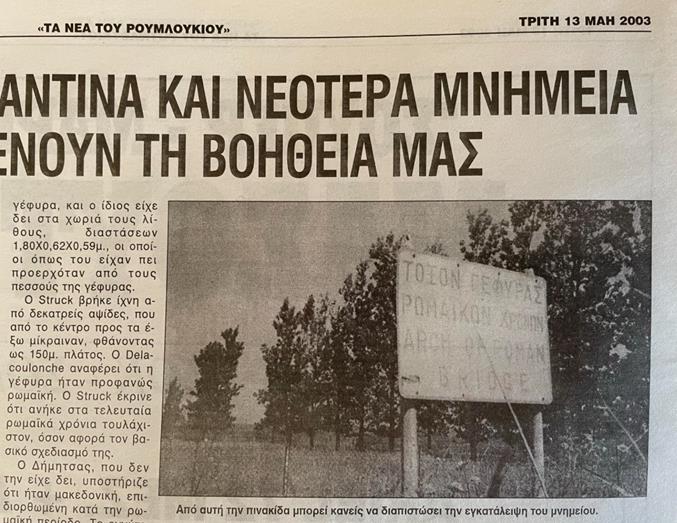 «ΤΑ ΝΕΑ ΤΟΥ ΡΟΥΜΛΟΥΚΙΟΥ»
ΤΡΙΤΗ 13 ΜΑΗ 2003
ΑΝΤΙΝΑ ΚΑΙ ΝΕΟΤΕΡΑ ΜΝΗΜΕΙΑ
ΕΝΟΥΝ ΤΗ ΒΟΗΘΕΙΑ ΜΑΣ
γέφυρα, και ο ίδιος είχε
δει στα χωριά τους λί-
θους, διαστάσεων
1,80Χ0,62Χ0,59μ., οι οποί-
οι όπως του είχαν πει
προερχόταν από τους
πεσσούς της γέφυρας.
Ο Struck βρήκε ίχνη α-
πό δεκατρείς αψίδες, που
από το κέντρο προς τα έ-
ξω μίκραιναν, φθάνοντας
ως 150μ. πλάτος. Ο Dela-
coulonche αναφέρει ότι η
γέφυρα ήταν προφανώς
ρωμαϊκή. Ο Struck έκρινε
ότι ανήκε στα τελευταία
ρωμαϊκά χρόνια τουλάχι-
στον, όσον αφορά τον βα-
σικό σχεδιασμό της.
Ο Δήμητσας, που δεν
την είχε δει, υποστήριζε
ότι ήταν μακεδονική, επι-
διορθωμένη κατά την ρω-
μαϊκή περίοδο. Το
ΤΟΞΟΝ ΓΕΦΥΡΑΣ
ΡΩΜΑΙΚΩΝ ΧΡΟΝΩΝ
ARCH OF ROMAN
BRIDGE
Από αυτή την πινακίδα μπορεί κανείς να διαπιστώσει την εγκατάλειψη του μνημείου.